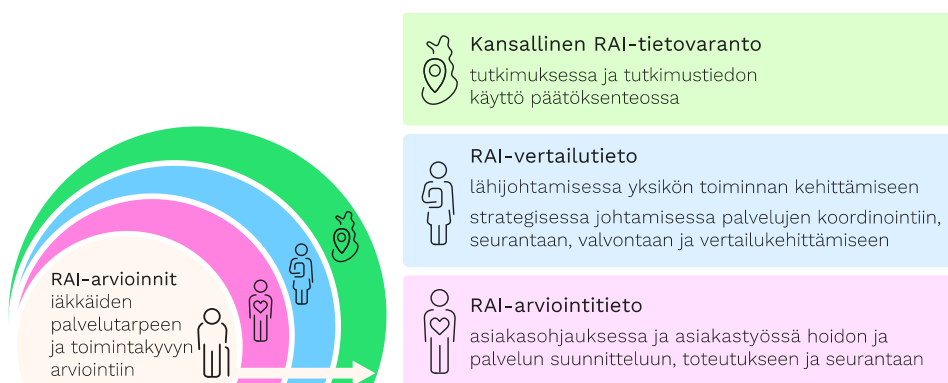 Kansallinen RAI-tietovaranto
tutkimuksessa ja tutkimustiedon
käyttö päätöksenteossa
RAI-vertailutieto
lähijohtamisessa yksikön toiminnan kehittämiseen
strategisessa johtamisessa palvelujen koordinointiin,
seurantaan, valvontaan ja vertailukehittämiseen
RAI-arvioinnit
iäkkäiden
palvelutarpeen
ja toimintakyvyn
arviointiin
RAI-arviointitieto
asiakasohjauksessa ja asiakastyössä hoidon ja
palvelun suunnitteluun, toteutukseen ja seurantaan